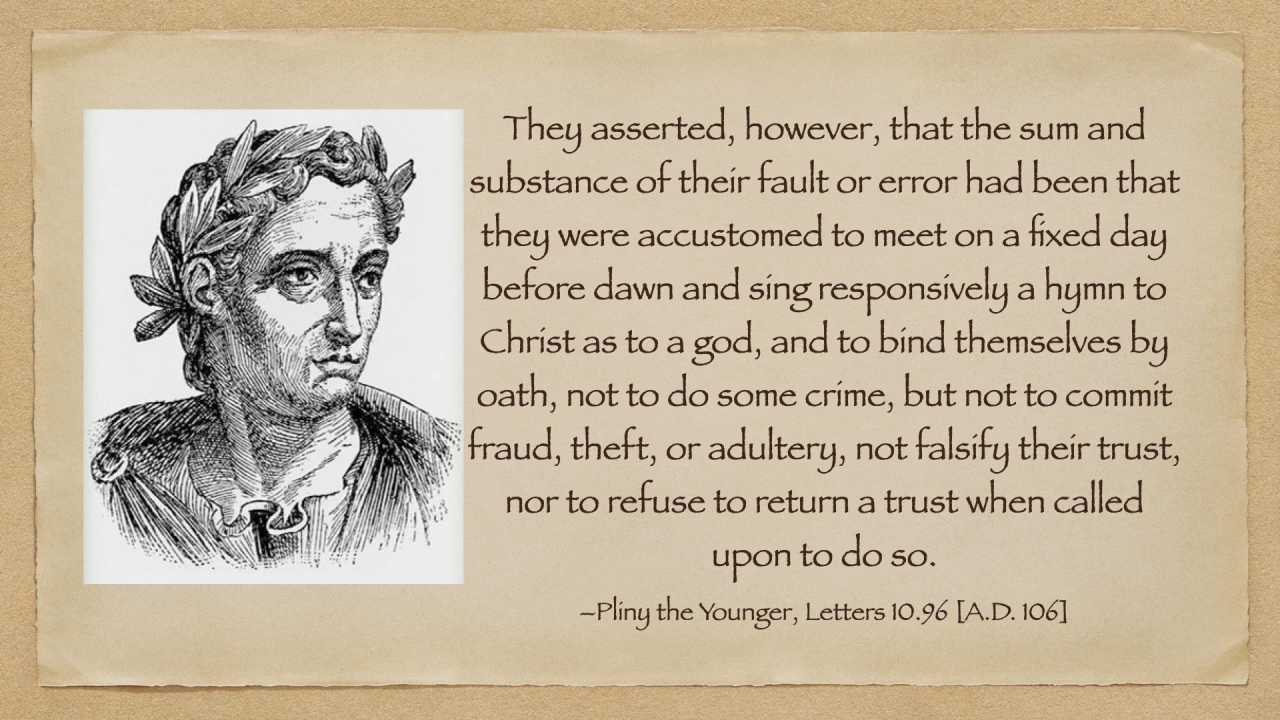 They asserted, however, that the sum and
substance of their fault or error had been that
they were accustomed to meet on a fixed day
before dawn and sing responsively a hymn to
Christ as to a god, and to bind themselves by
oath, not to do some crime, but not to commit
fraud, theft, or adultery, not falsify their trust,
nor to refuse to return a trust when called
upon to do so.
–Pliny the Younger, Letters 10.96 [A.D. 106]